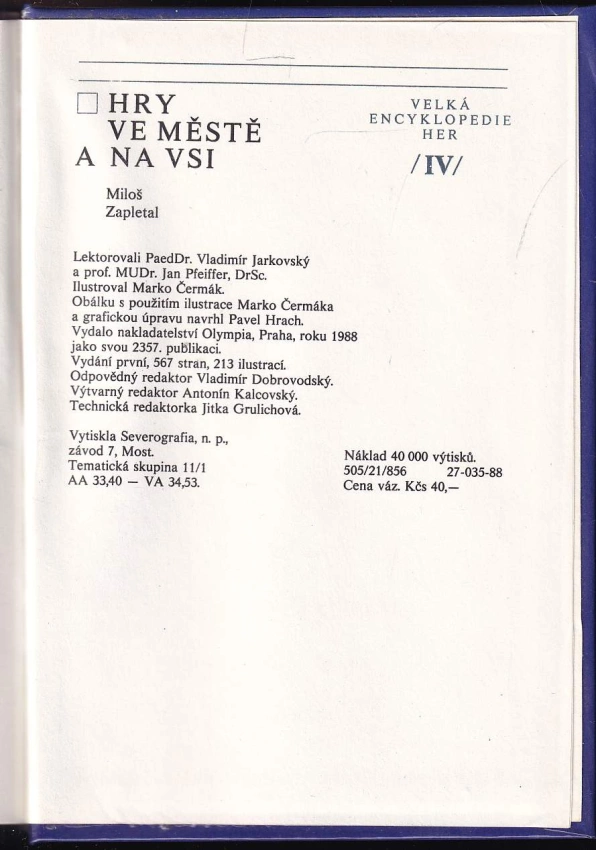 HRY
VE MĚSTĚ
A NA VSI
VELKÁ
ENCYKLOPEDIE
HER
/IV/
Miloš
Zapletal
Lektorovali PaedDr. Vladimír Jarkovský
a prof. MUDr. Jan Pfeiffer, DrSc.
Ilustroval Marko Čermák.
Obálku s použitím ilustrace Marko Čermáka
a grafickou úpravu navrhl Pavel Hrach.
Vydalo nakladatelství Olympia, Praha, roku 1988
jako svou 2357. publikaci.
Vydání první, 567 stran, 213 ilustrací.
Odpovědný redaktor Vladimír Dobrovodský.
Výtvarný redaktor Antonín Kalcovský.
Technická redaktorka Jitka Grulichová.
Vytiskla Severografia, n. p.,
závod 7, Most.
Tematická skupina 11/1
AA 33,40 — VA 34,53.
Náklad 40 000 výtisků.
505/21/856 27-035-88
Cena váz. Kčs 40,—